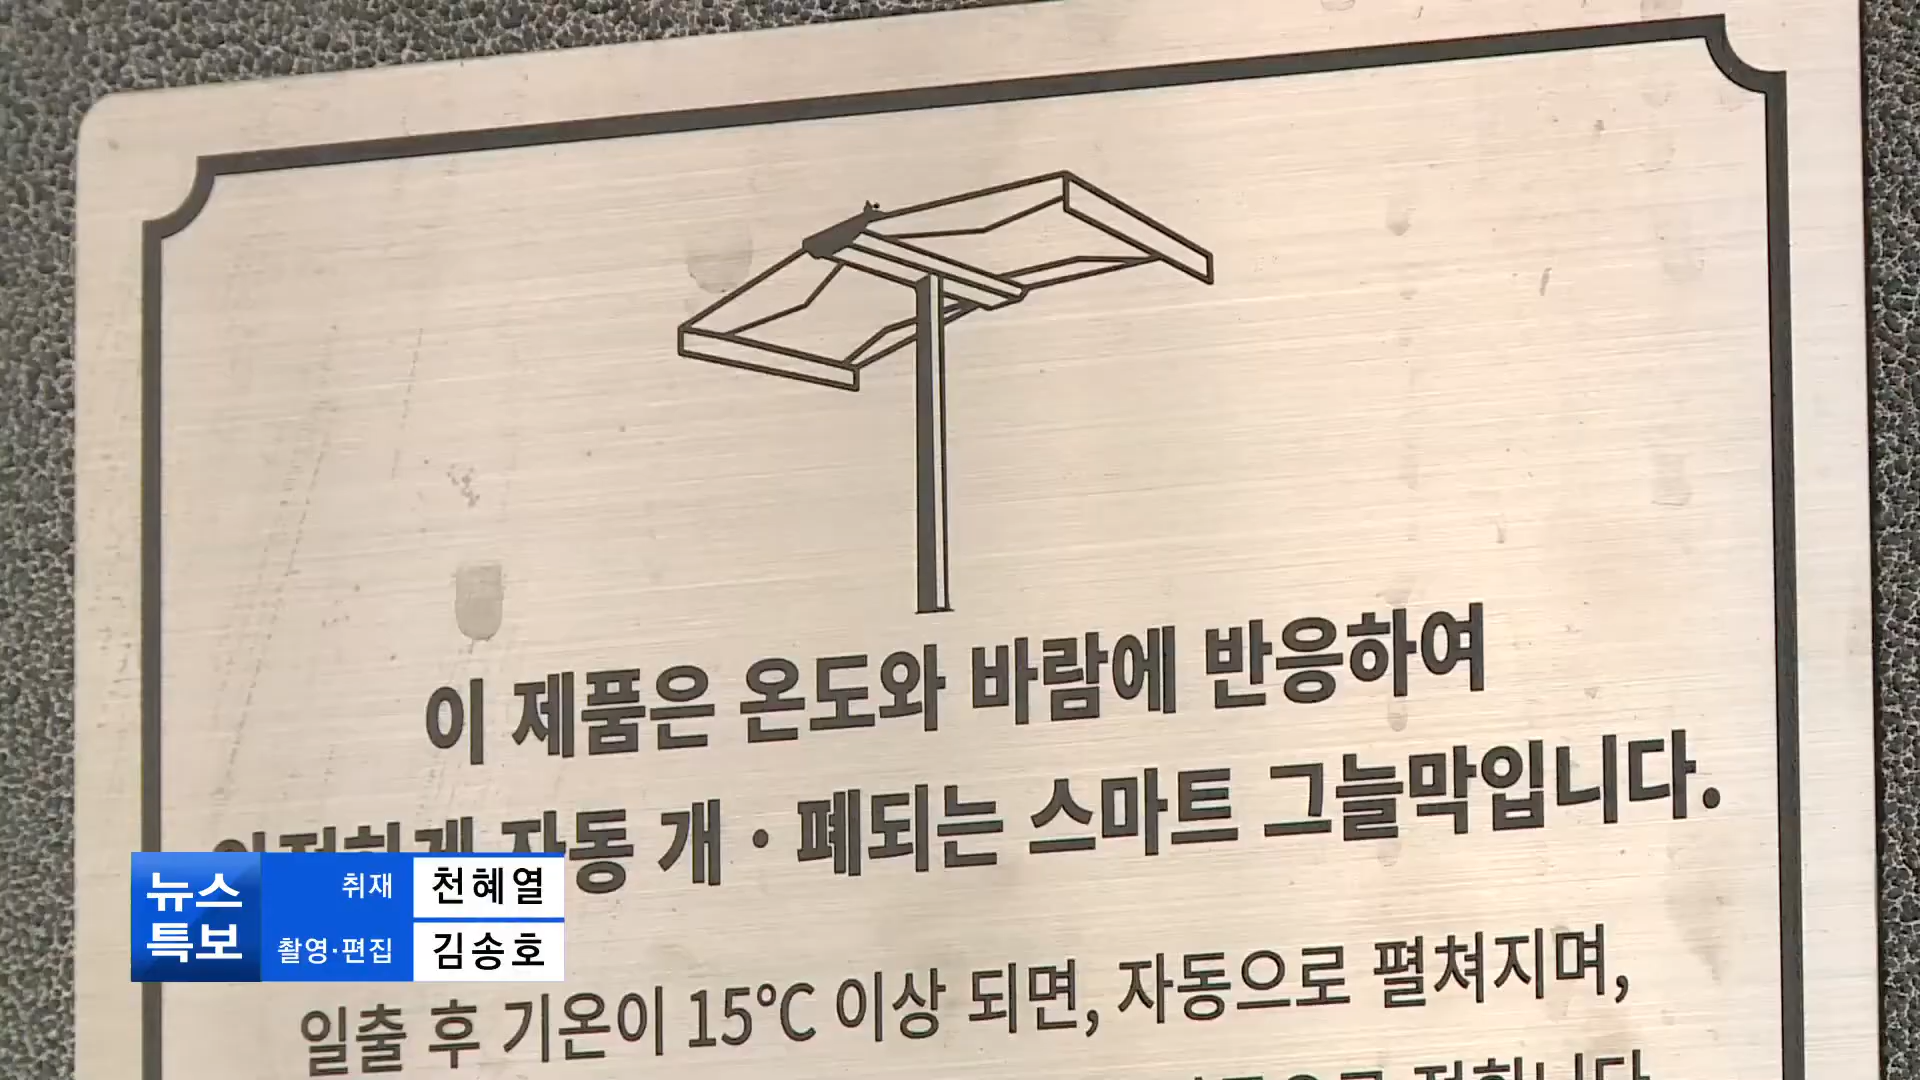 이 제품은 온도와 바람에 반응하여
자동 개·폐되는 스마트 그늘막입니다.
일출 후 기온이 15℃ 이상 되면, 자동으로 펼쳐지며,
뉴스
특보
취재 천혜열
촬영·편집 김송호